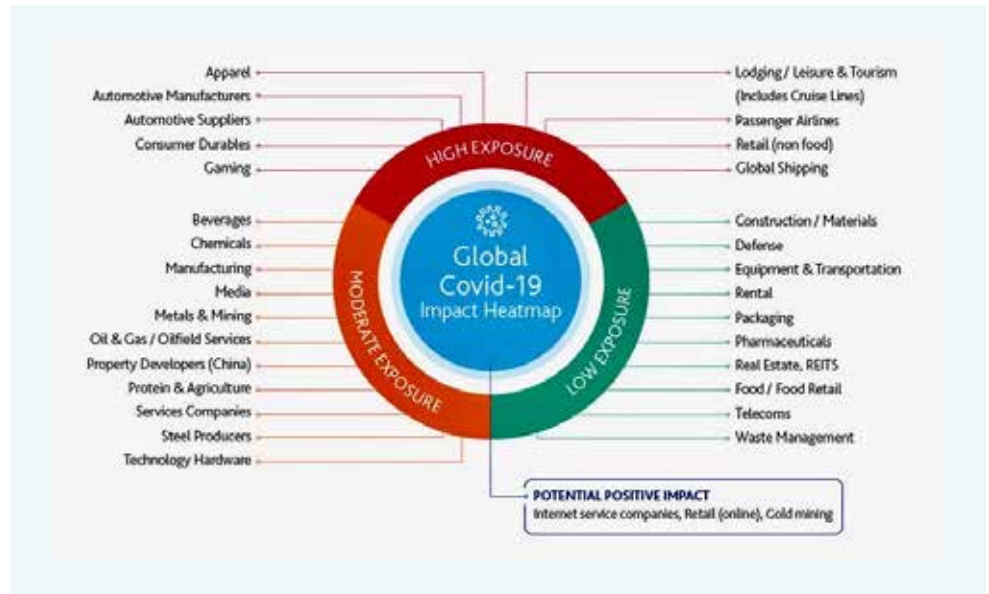 Apparel
Automotive Manufacturers
Automotive Suppliers
Consumer Durables
Gaming
Lodging / Leisure & Tourism
(Includes Cruise Lines)
Passenger Airlines
Retail (non food)
Global Shipping
HIGH EXPOSURE
Global
Covid-19
Impact Heatmap
MODERATE EXPOSURE
LOW EXPOSURE
Beverages
Chemicals
Manufacturing
Media
Metals & Mining
Oil & Gas / Oilfield Services
Property Developers (China)
Protein & Agriculture
Services Companies
Steel Producers
Technology Hardware
Construction / Materials
Defense
Equipment & Transportation
Rental
Packaging
Pharmaceuticals
Real Estate, REITS
Food / Food Retail
Telecoms
Waste Management
POTENTIAL POSITIVE IMPACT
Internet service companies, Retail (online), Gold mining